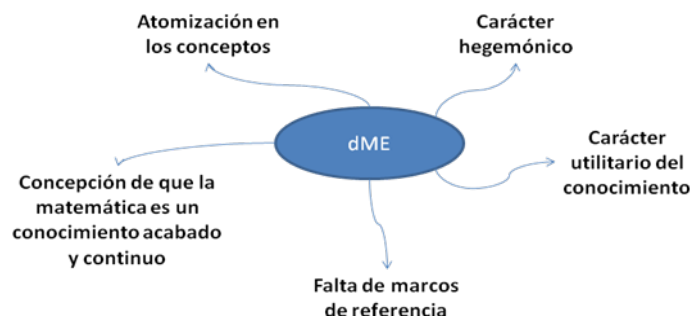 Atomización en
los conceptos
Carácter
hegemónico
dME
Carácter
utilitario del
conocimiento
Concepción de que la
matemática es un
conocimiento acabado
y continuo
Falta de marcos
de referencia